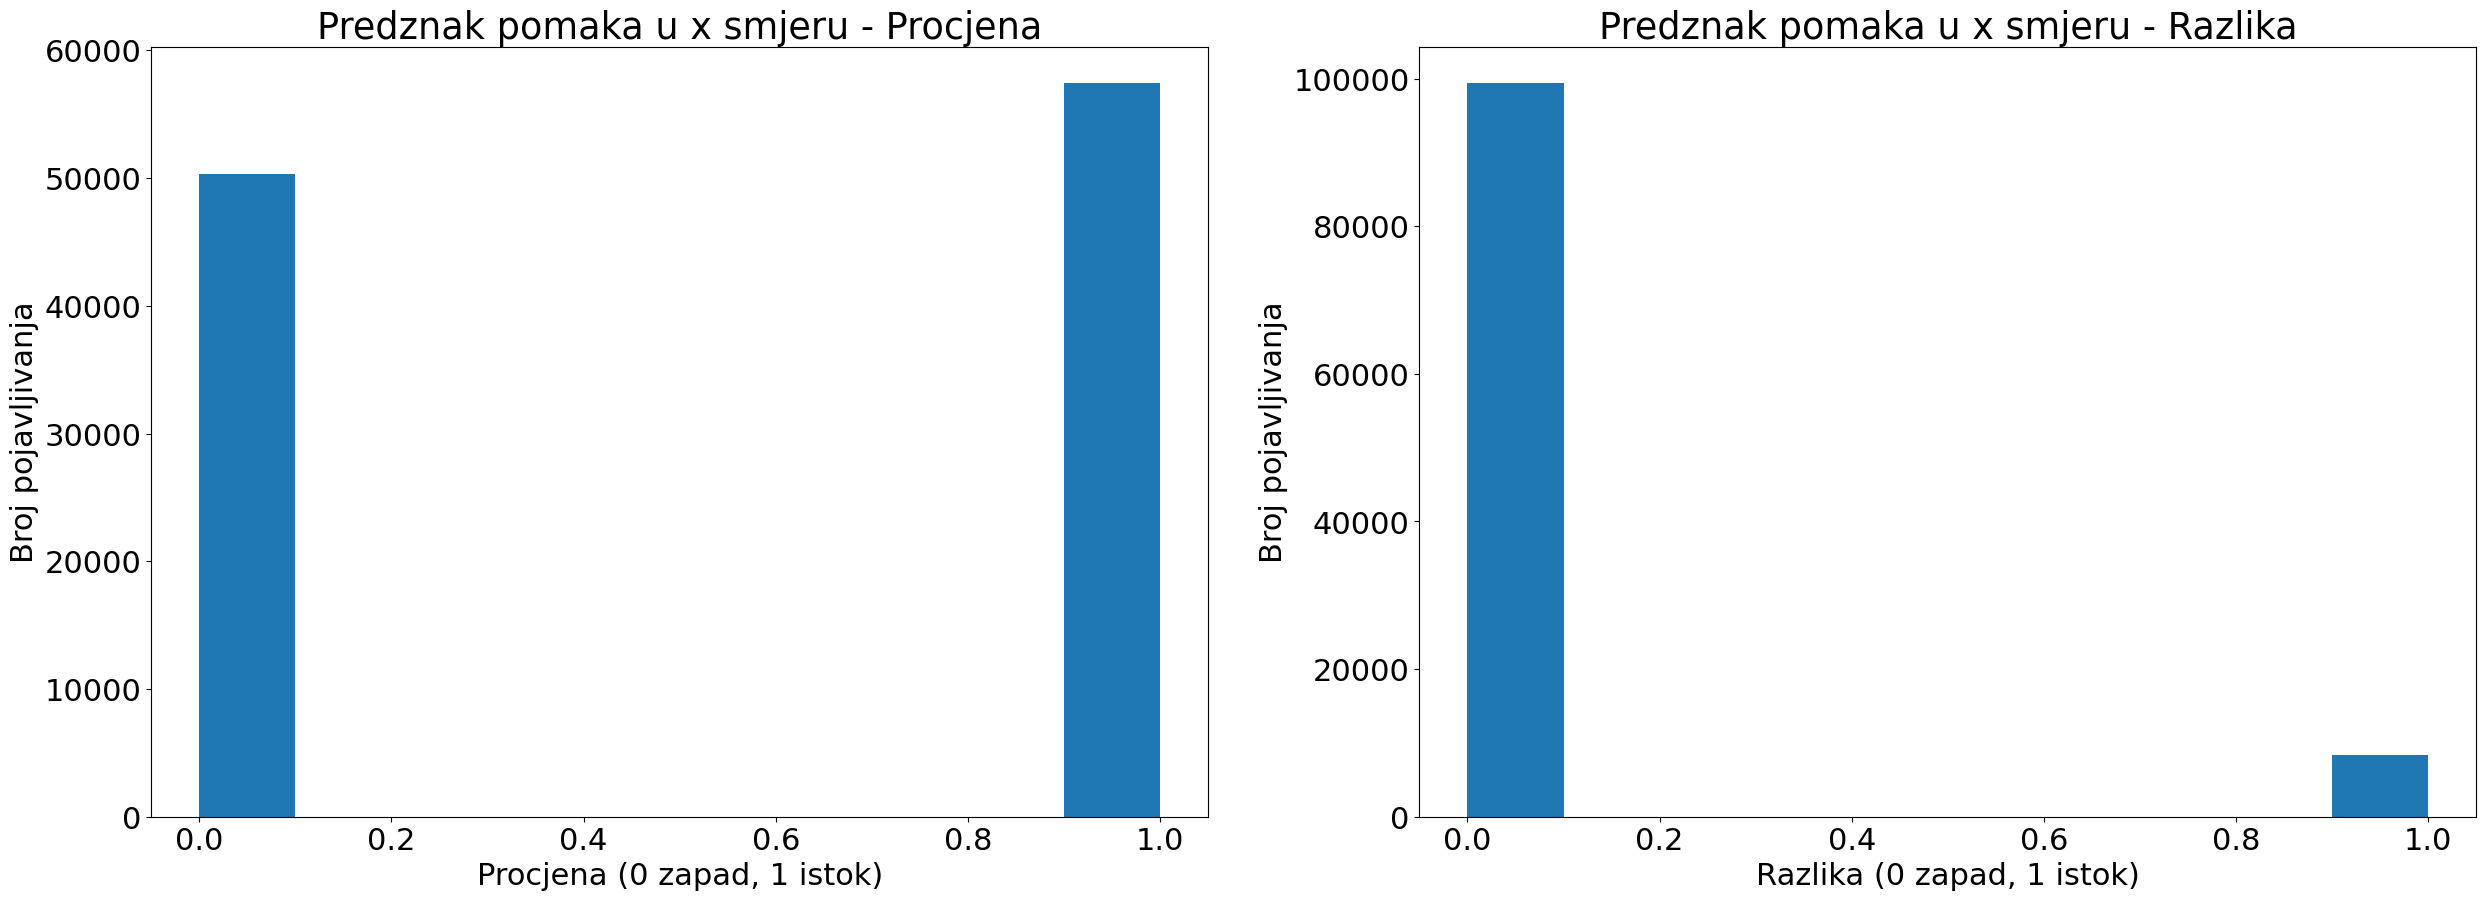 Predznak pomaka u x smjeru - Procjena
60000
50000
40000
30000
20000
10000
0
Broj pojavljivanja
0.0 0.2 0.4 0.6 0.8 1.0
Procjena (0 zapad, 1 istok)
Predznak pomaka u x smjeru - Razlika
100000
80000
60000
40000
20000
0
Broj pojavljivanja
0.0 0.2 0.4 0.6 0.8 1.0
Razlika (0 zapad, 1 istok)